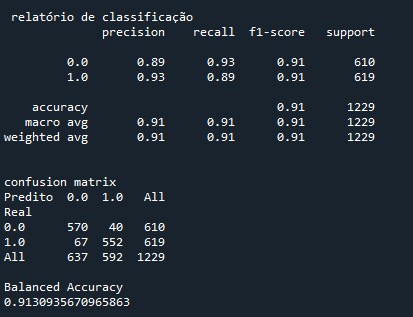 relatório de classificação
precision recall f1-score support
0.0 0.89 0.93 0.91 610
1.0 0.93 0.89 0.91 619
accuracy 0.91 1229
macro avg 0.91 0.91 0.91 1229
weighted avg 0.91 0.91 0.91 1229
confusion matrix
Predito 0.0 1.0 All
Real
0.0 570 40 610
1.0 67 552 619
All 637 592 1229
Balanced Accuracy
0.9130935670965863